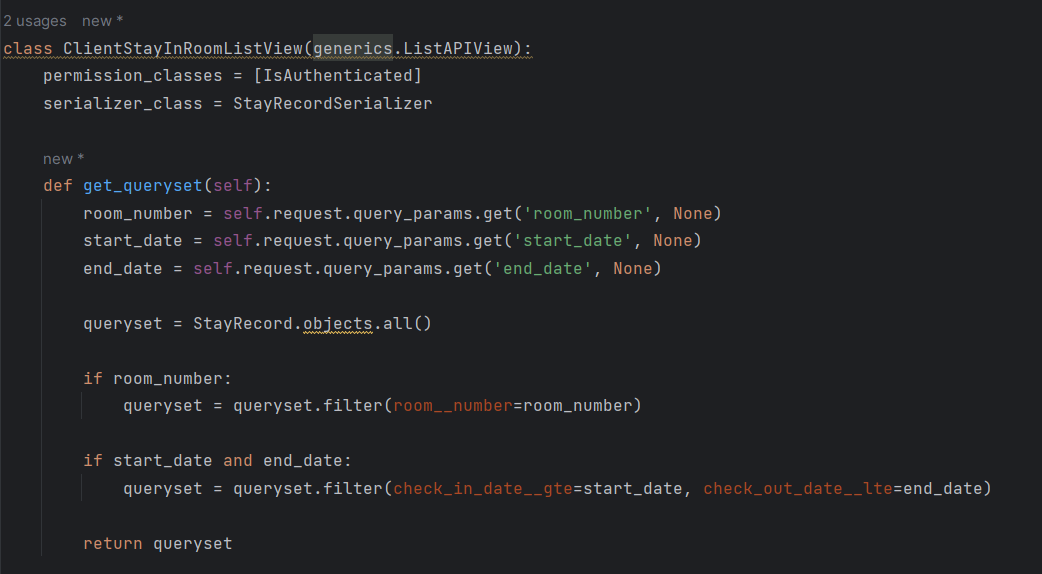 2 usages   new *
class ClientStayInRoomListView(generics.ListAPIView):
    permission_classes = [IsAuthenticated]
    serializer_class = StayRecordSerializer

    new *
    def get_queryset(self):
        room_number = self.request.query_params.get('room_number', None)
        start_date = self.request.query_params.get('start_date', None)
        end_date = self.request.query_params.get('end_date', None)

        queryset = StayRecord.objects.all()

        if room_number:
            queryset = queryset.filter(room__number=room_number)

        if start_date and end_date:
            queryset = queryset.filter(check_in_date__gte=start_date, check_out_date__lte=end_date)

        return queryset